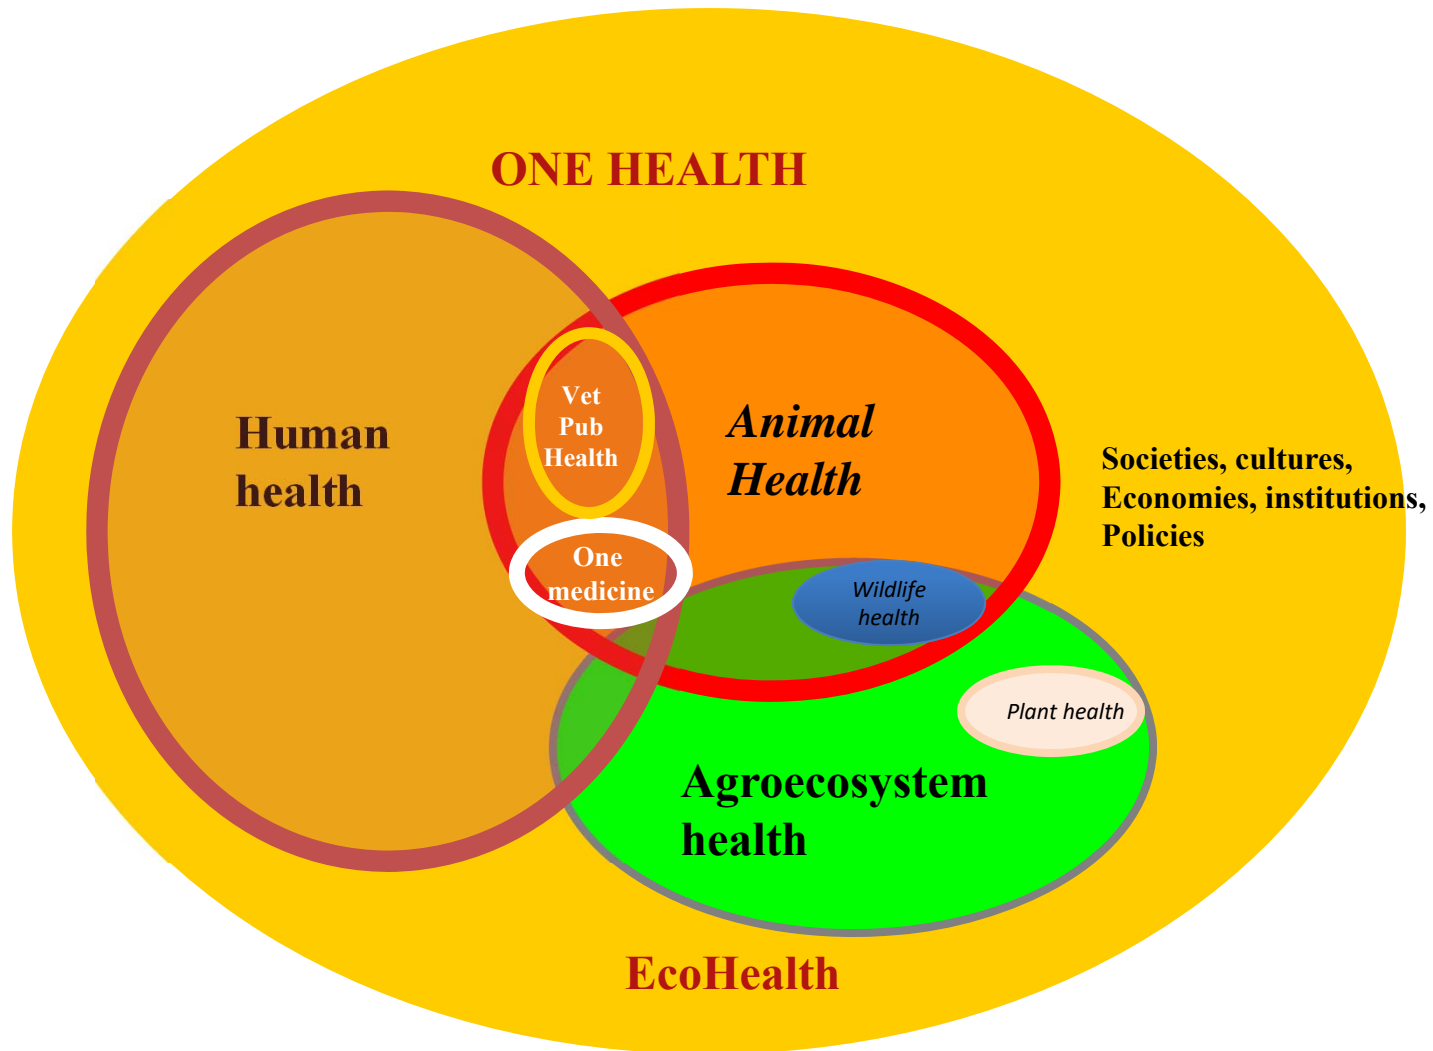 ONE HEALTH
Human
health
Vet
Pub
Health
One
medicine
Animal
Health
Societies, cultures,
Economies, institutions,
Policies
Wildlife
health
Plant health
Agroecosystem
health
EcoHealth